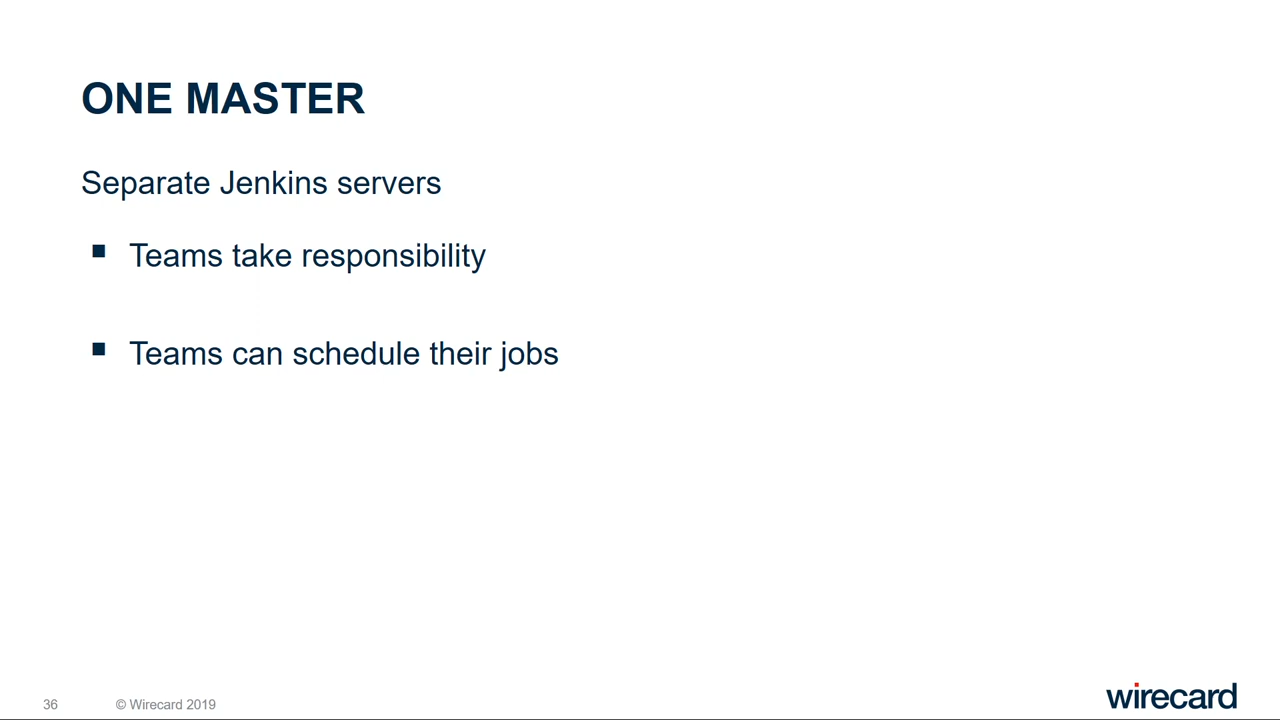 ONE MASTER
Separate Jenkins servers
Teams take responsibility
Teams can schedule their jobs
36
© Wirecard 2019
wirecard